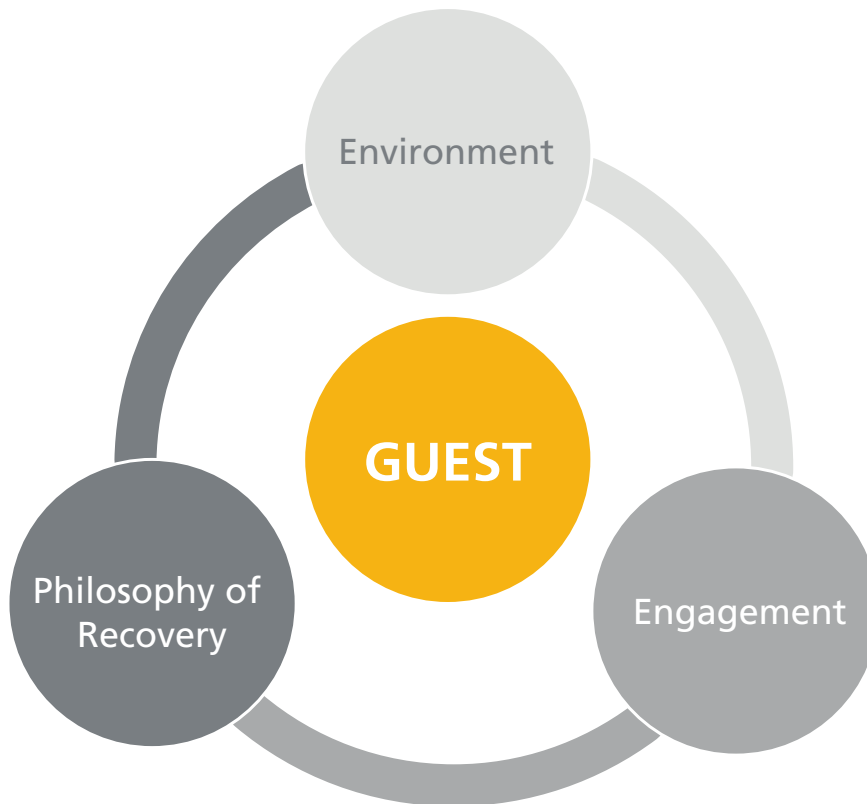 Environment
GUEST
Philosophy of
Recovery
Engagement